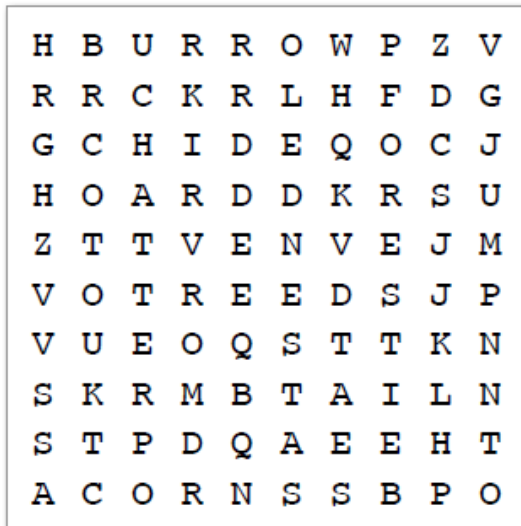 H B U R R O W P Z V
R R C K R L H F D G
G C H I D E Q O C J
H O A R D D K R S U
Z T T V E N V E J M
V O T R E E D S J P
V U E O Q S T T K N
S K R M B T A I L N
S T P D Q A E E H T
A C O R N S S B P O